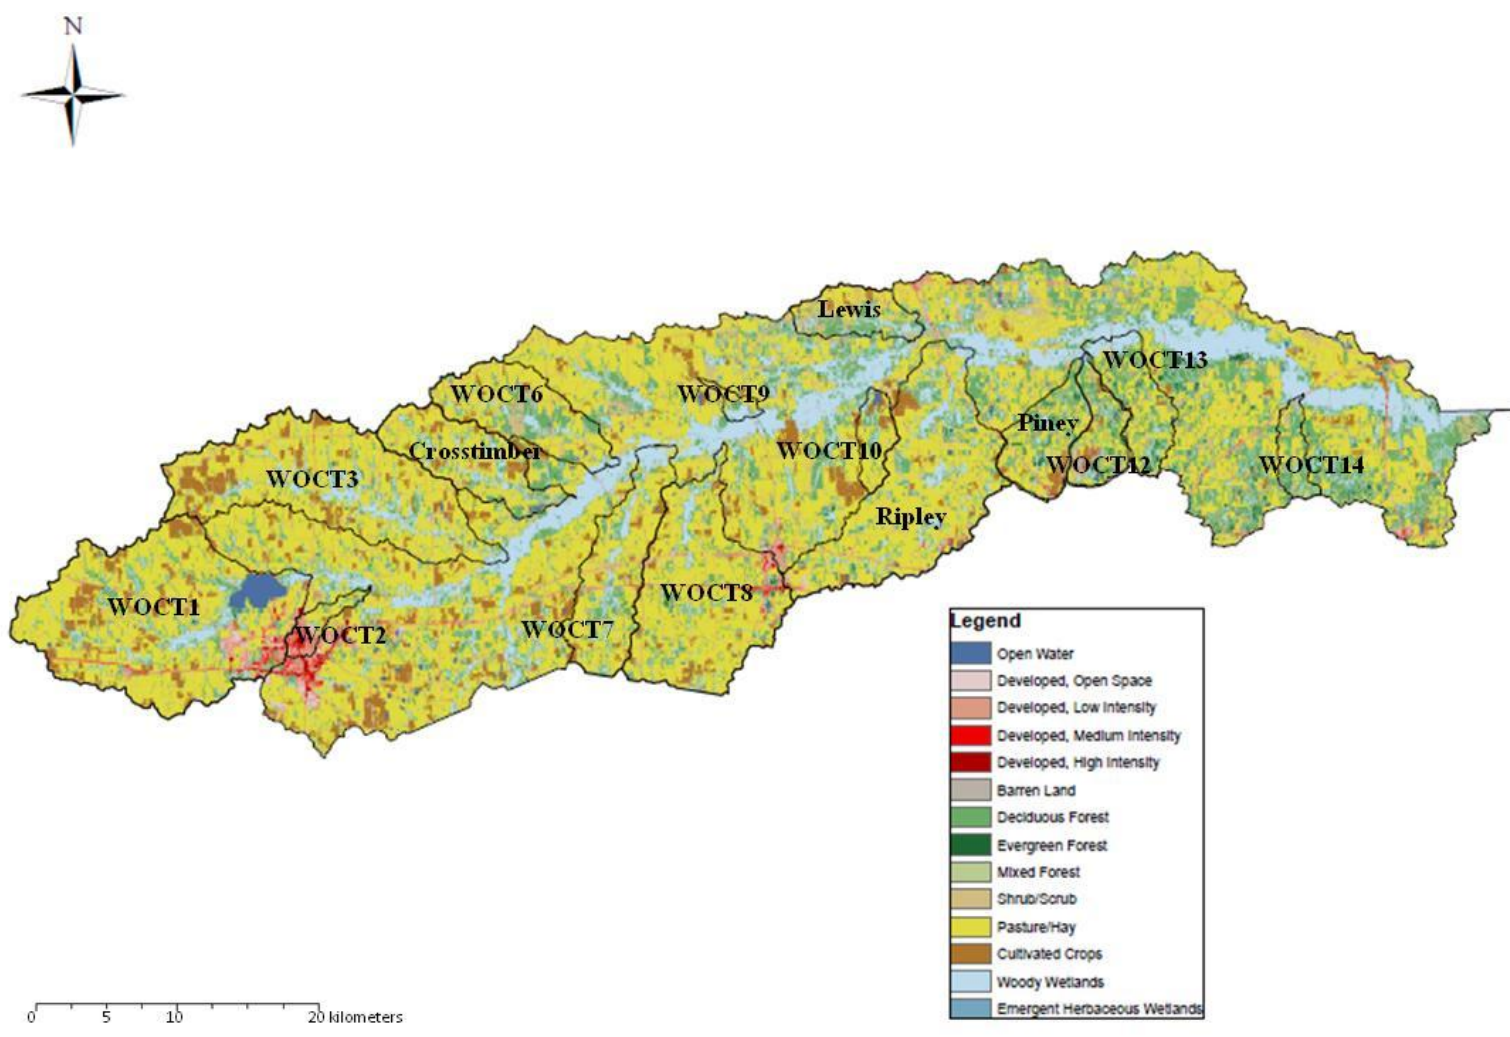 N
Lewis
WOCT13
WOCT6
WOCT9
Piney
Crosstimber
WOCT10
WOCT12
WOCT14
WOCT3
Ripley
WOCT8
WOCT1
WOCT7
WOCT2
Legend
Open Water
Developed, Open Space
Developed, Low Intensity
Developed, Medium Intensity
Developed, High Intensity
Barren Land
Deciduous Forest
Evergreen Forest
Mixed Forest
Shrub/Scrub
Pasture/Hay
Cultivated Crops
Woody Wetlands
Emergent Herbaceous Wetlands
0 5 10 20 kilometers